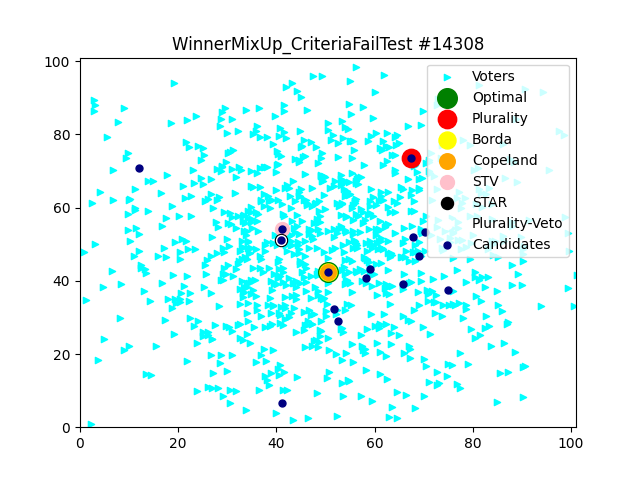 WinnerMixUp_CriteriaFailTest #14308
100
80
60
40
20
0
0
20
40
60
80
100
Voters
Optimal
Plurality
Borda
Copeland
STV
STAR
Plurality-Veto
Candidates